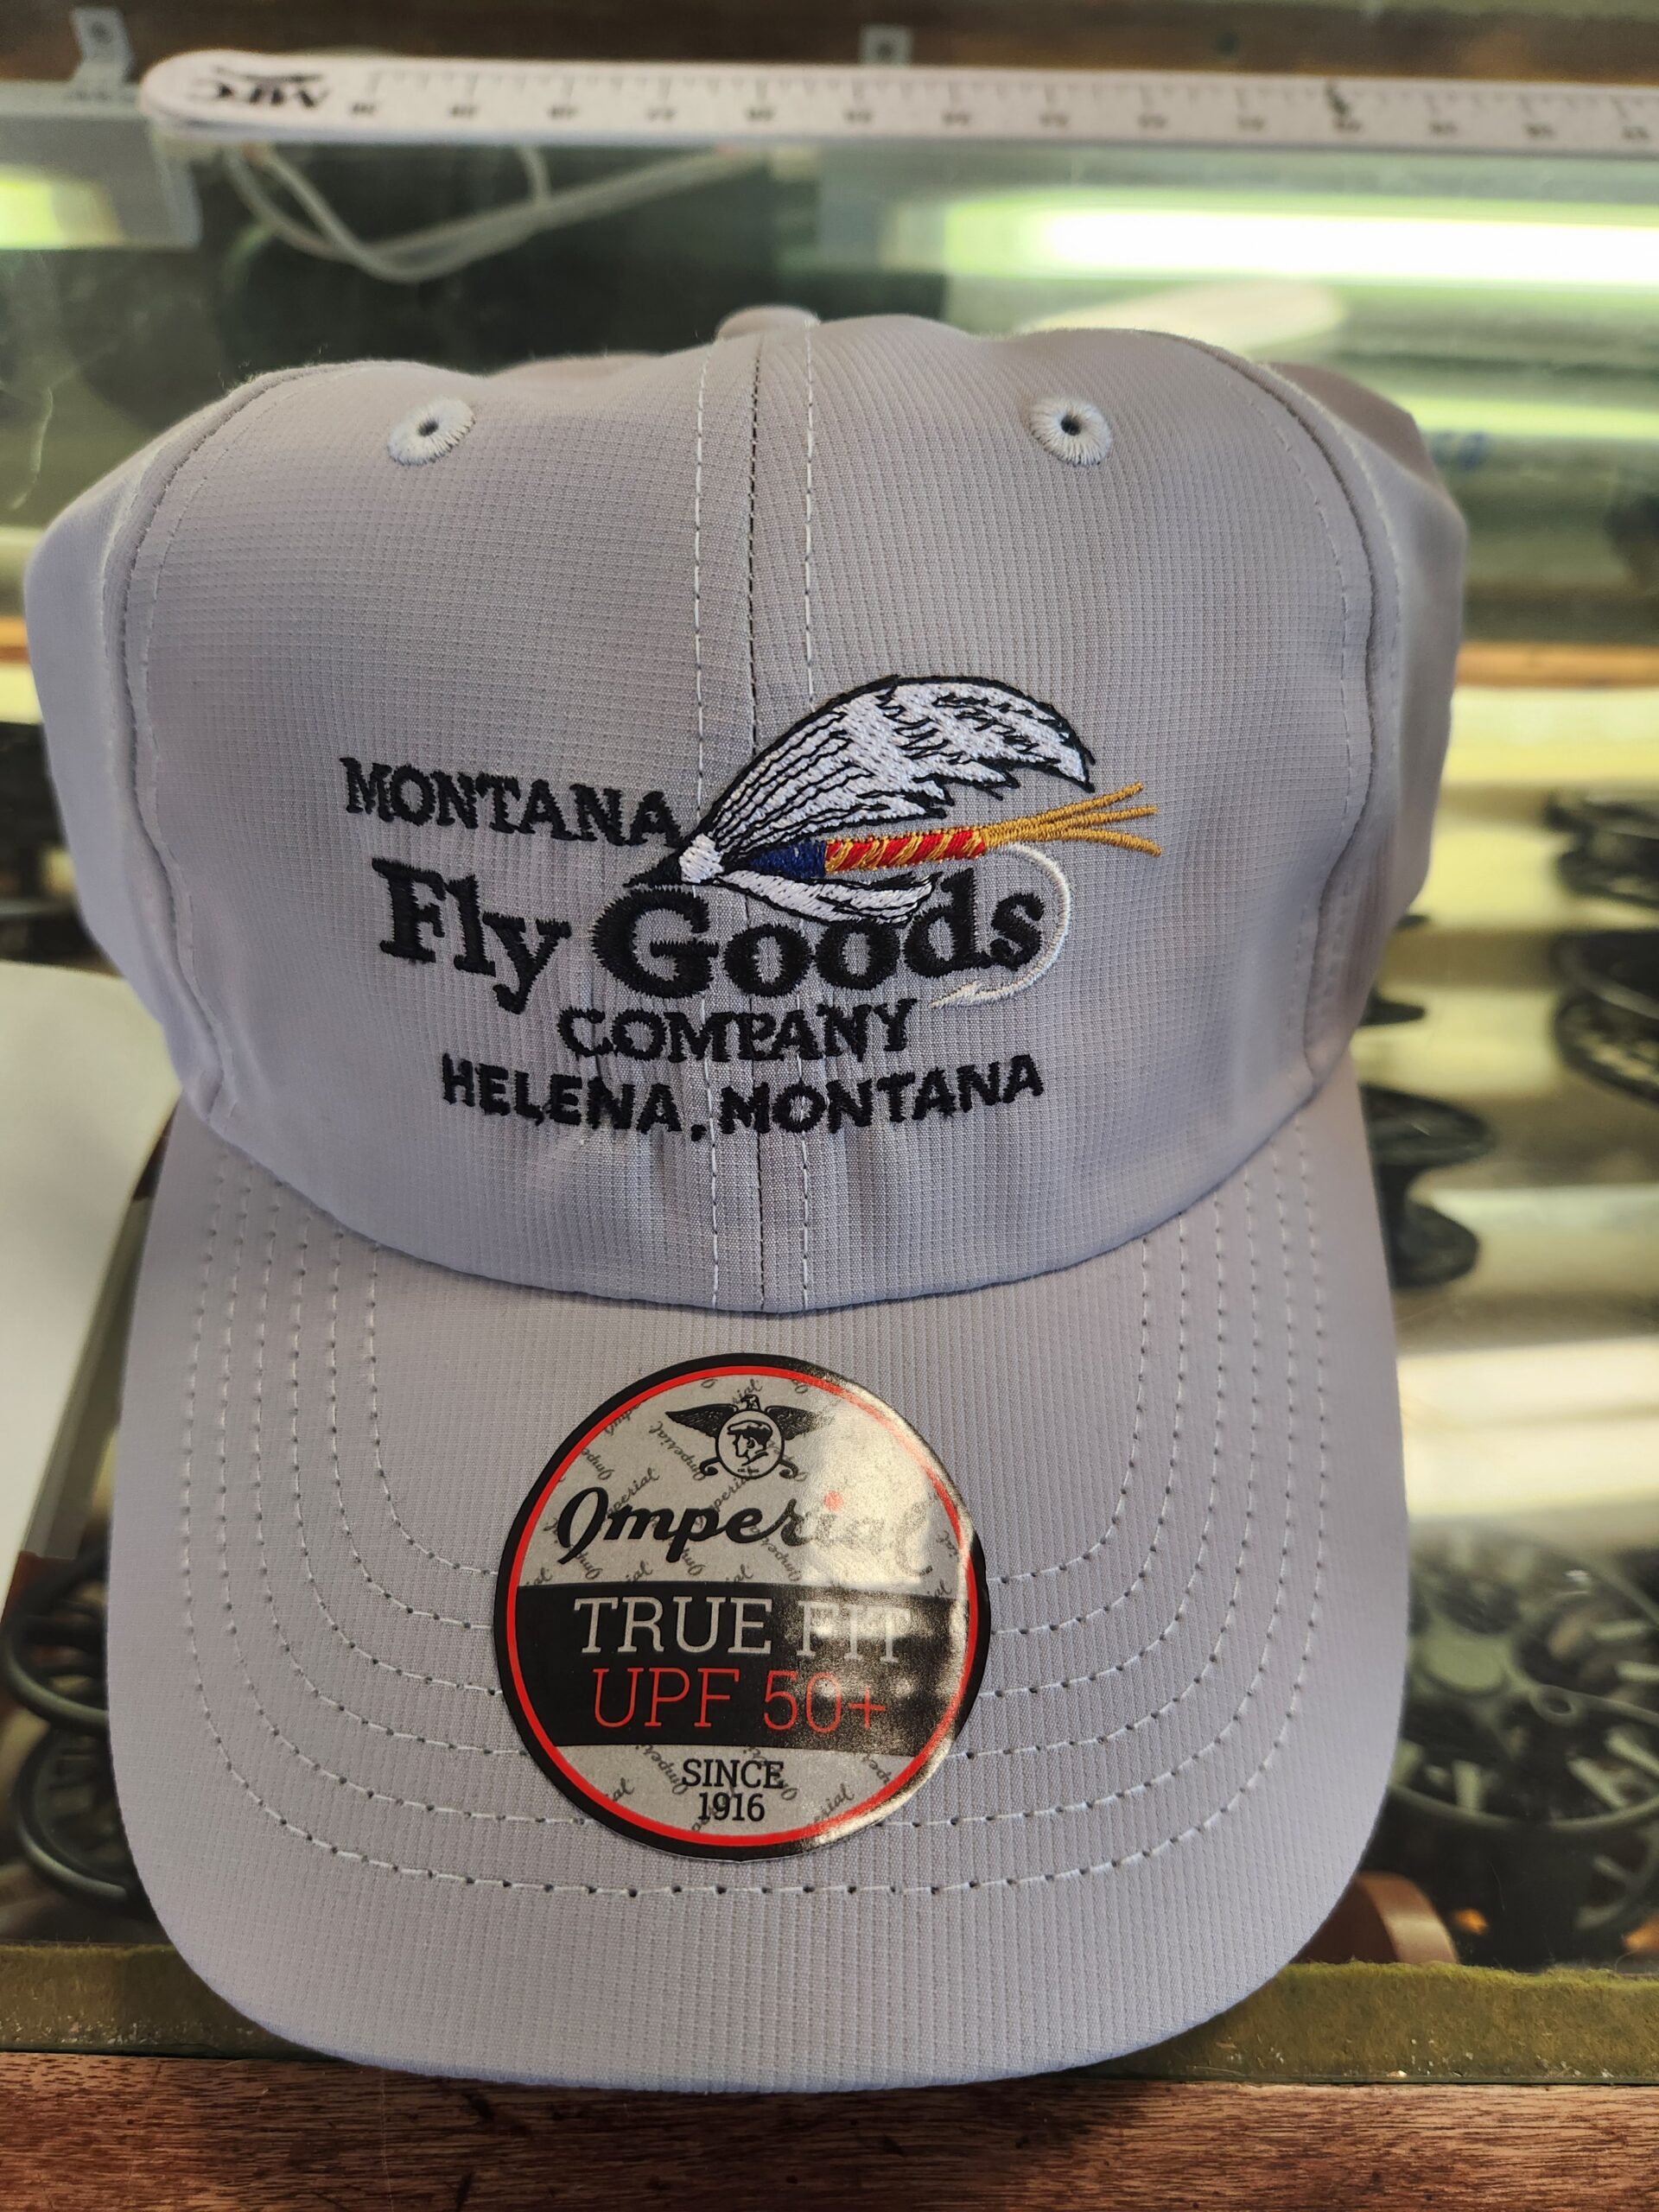 MONTANA
Fly Goods
COMPANY
HELENA, MONTANA
Imperial
TRUE FIT
UPF 50+
SINCE
1916